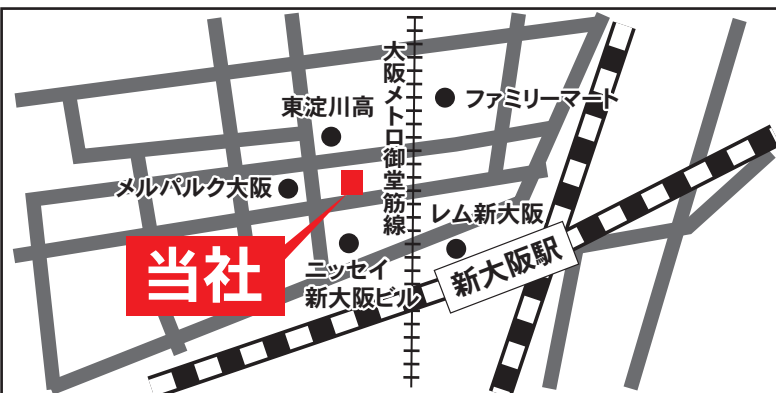 大阪メトロ御堂筋線
ファミリーマート
東淀川高
メルパルク大阪
レム新大阪
当社
ニッセイ
新大阪ビル
新大阪駅